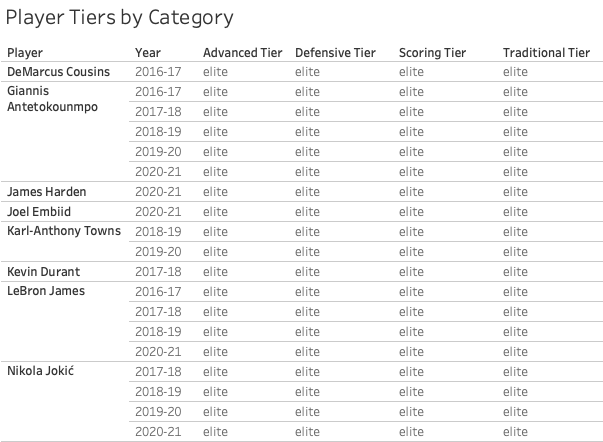 Player Tiers by Category
Player Year Advanced Tier Defensive Tier Scoring Tier Traditional Tier
DeMarcus Cousins 2016-17 elite elite elite elite
Giannis 2016-17 elite elite elite elite
Antetokounmpo 2017-18 elite elite elite elite
2018-19 elite elite elite elite
2019-20 elite elite elite elite
2020-21 elite elite elite elite
James Harden 2020-21 elite elite elite elite
Joel Embiid 2020-21 elite elite elite elite
Karl-Anthony Towns 2018-19 elite elite elite elite
2019-20 elite elite elite elite
Kevin Durant 2017-18 elite elite elite elite
LeBron James 2016-17 elite elite elite elite
2017-18 elite elite elite elite
2018-19 elite elite elite elite
2020-21 elite elite elite elite
Nikola Jokić 2017-18 elite elite elite elite
2018-19 elite elite elite elite
2019-20 elite elite elite elite
2020-21 elite elite elite elite